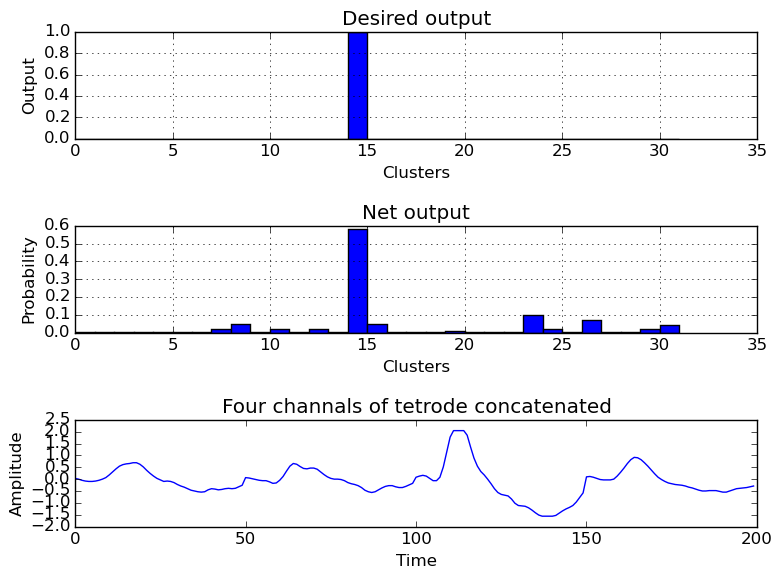 Desired output
1.0
0.8
0.6
0.4
0.2
0.0
Output
0 5 10 15 20 25 30 35
Clusters
Net output
0.6
0.5
0.4
0.3
0.2
0.1
0.0
Probability
0 5 10 15 20 25 30 35
Clusters
Four channals of tetrode concatenated
2.5
2.0
1.5
1.0
0.5
0.0
−0.5
−1.0
−1.5
−2.0
Amplitude
0 50 100 150 200
Time